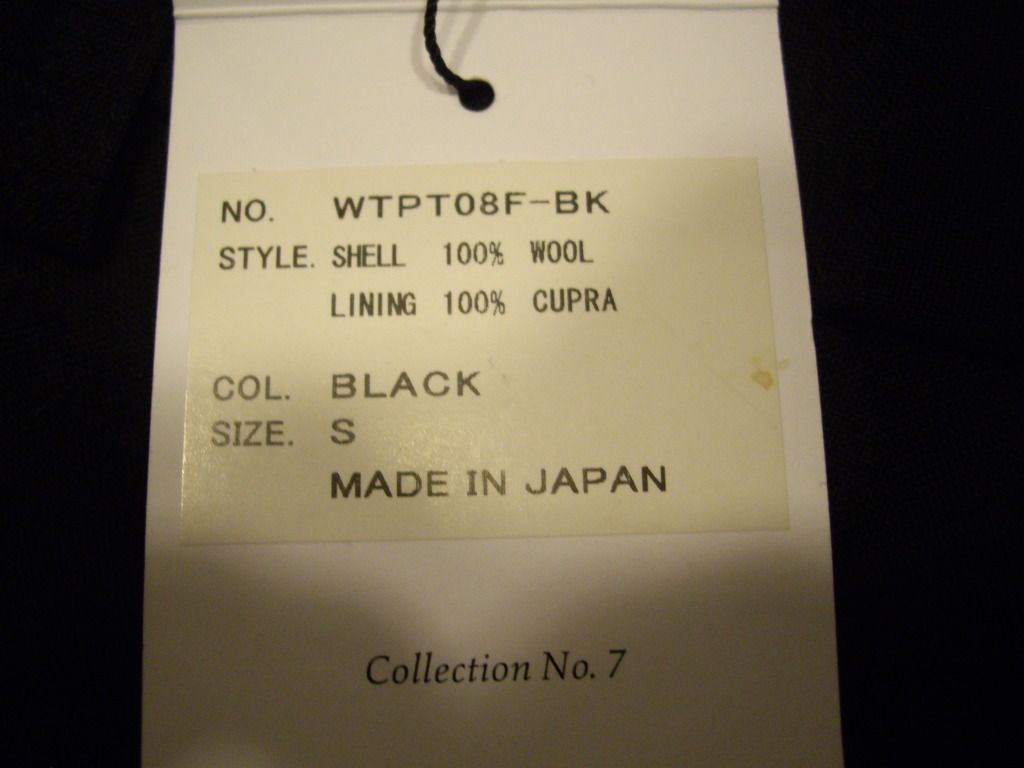 NO. WTPT08F-BK
STYLE. SHELL 100% WOOL
LINING 100% CUPRA
COL. BLACK
SIZE. S
MADE IN JAPAN
Collection No. 7